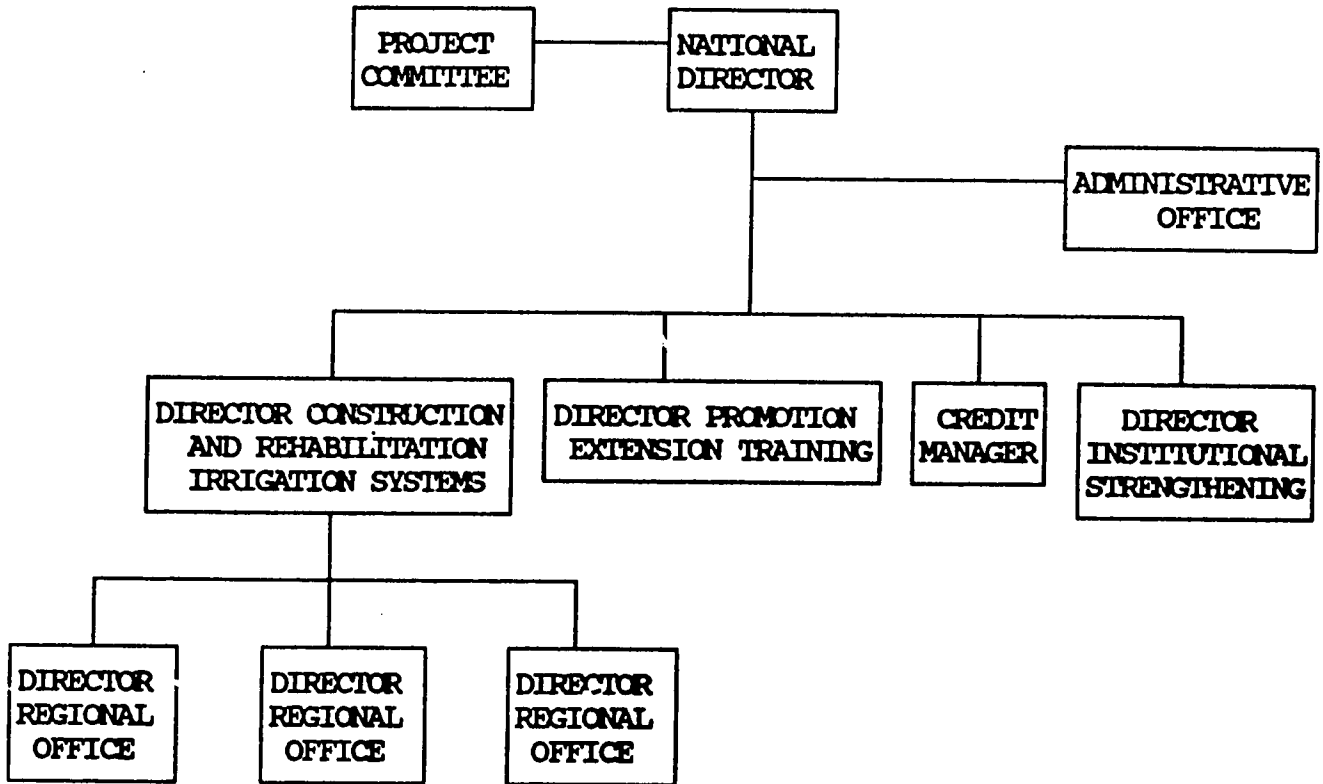 PROJECT
COMMITTEE
NATIONAL
DIRECTOR
ADMINISTRATIVE
OFFICE
DIRECTOR CONSTRUCTION
AND REHABILITATION
IRRIGATION SYSTEMS
DIRECTOR PROMOTION
EXTENSION TRAINING
CREDIT
MANAGER
DIRECTOR
INSTITUTIONAL
STRENGTHENING
DIRECTOR
REGIONAL
OFFICE
DIRECTOR
REGIONAL
OFFICE
DIRECTOR
REGIONAL
OFFICE